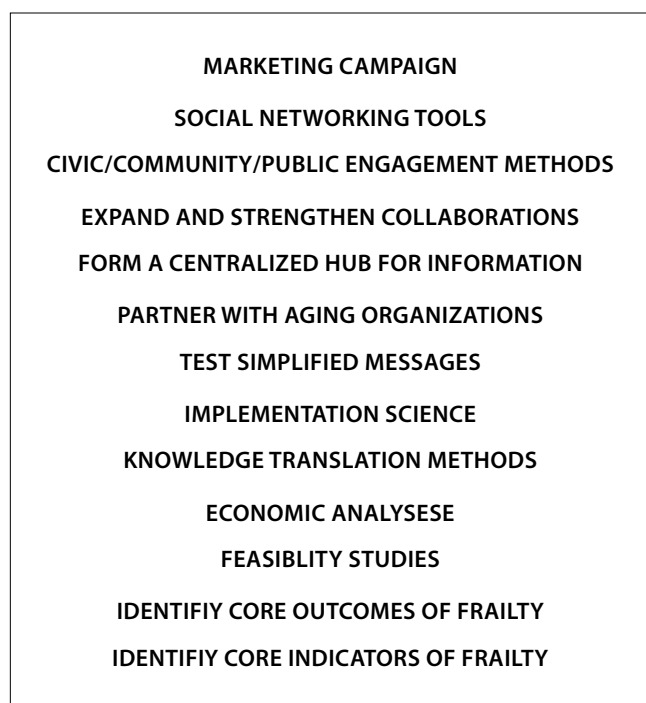 MARKETING CAMPAIGN
SOCIAL NETWORKING TOOLS
CIVIC/COMMUNITY/PUBLIC ENGAGEMENT METHODS
EXPAND AND STRENGTHEN COLLABORATIONS
FORM A CENTRALIZED HUB FOR INFORMATION
PARTNER WITH AGING ORGANIZATIONS
TEST SIMPLIFIED MESSAGES
IMPLEMENTATION SCIENCE
KNOWLEDGE TRANSLATION METHODS
ECONOMIC ANALYSESE
FEASIBLITY STUDIES
IDENTIFIY CORE OUTCOMES OF FRAILTY
IDENTIFIY CORE INDICATORS OF FRAILTY